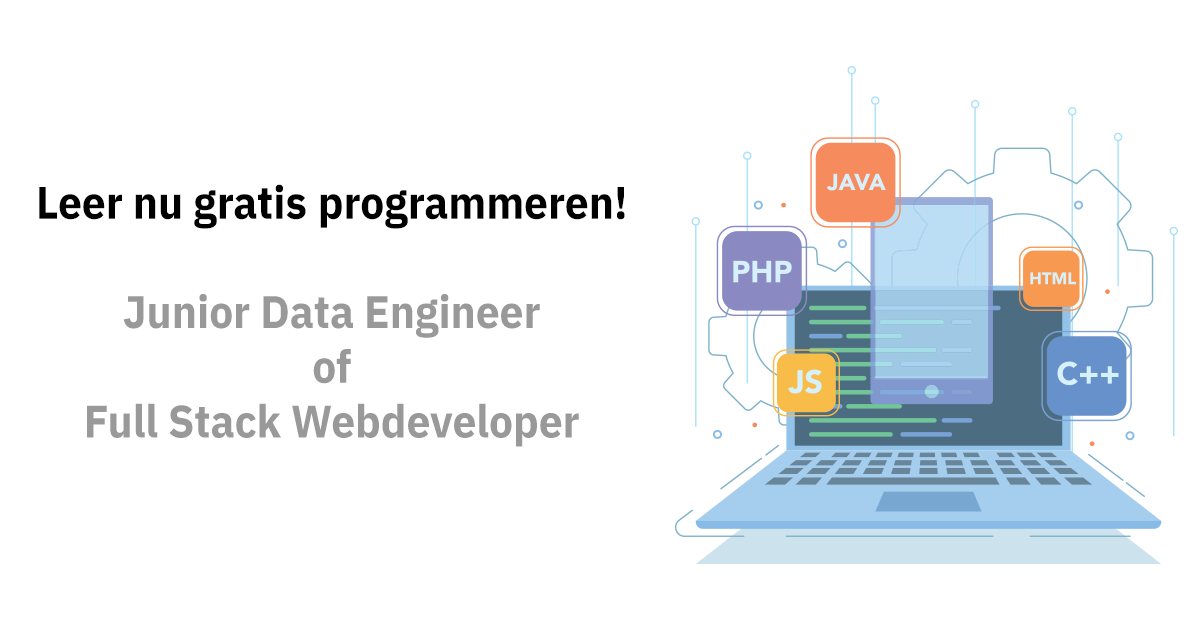 Leer nu gratis programmeren!
Junior Data Engineer
of
Full Stack Webdeveloper
JAVA
PHP
HTML
JS
C++